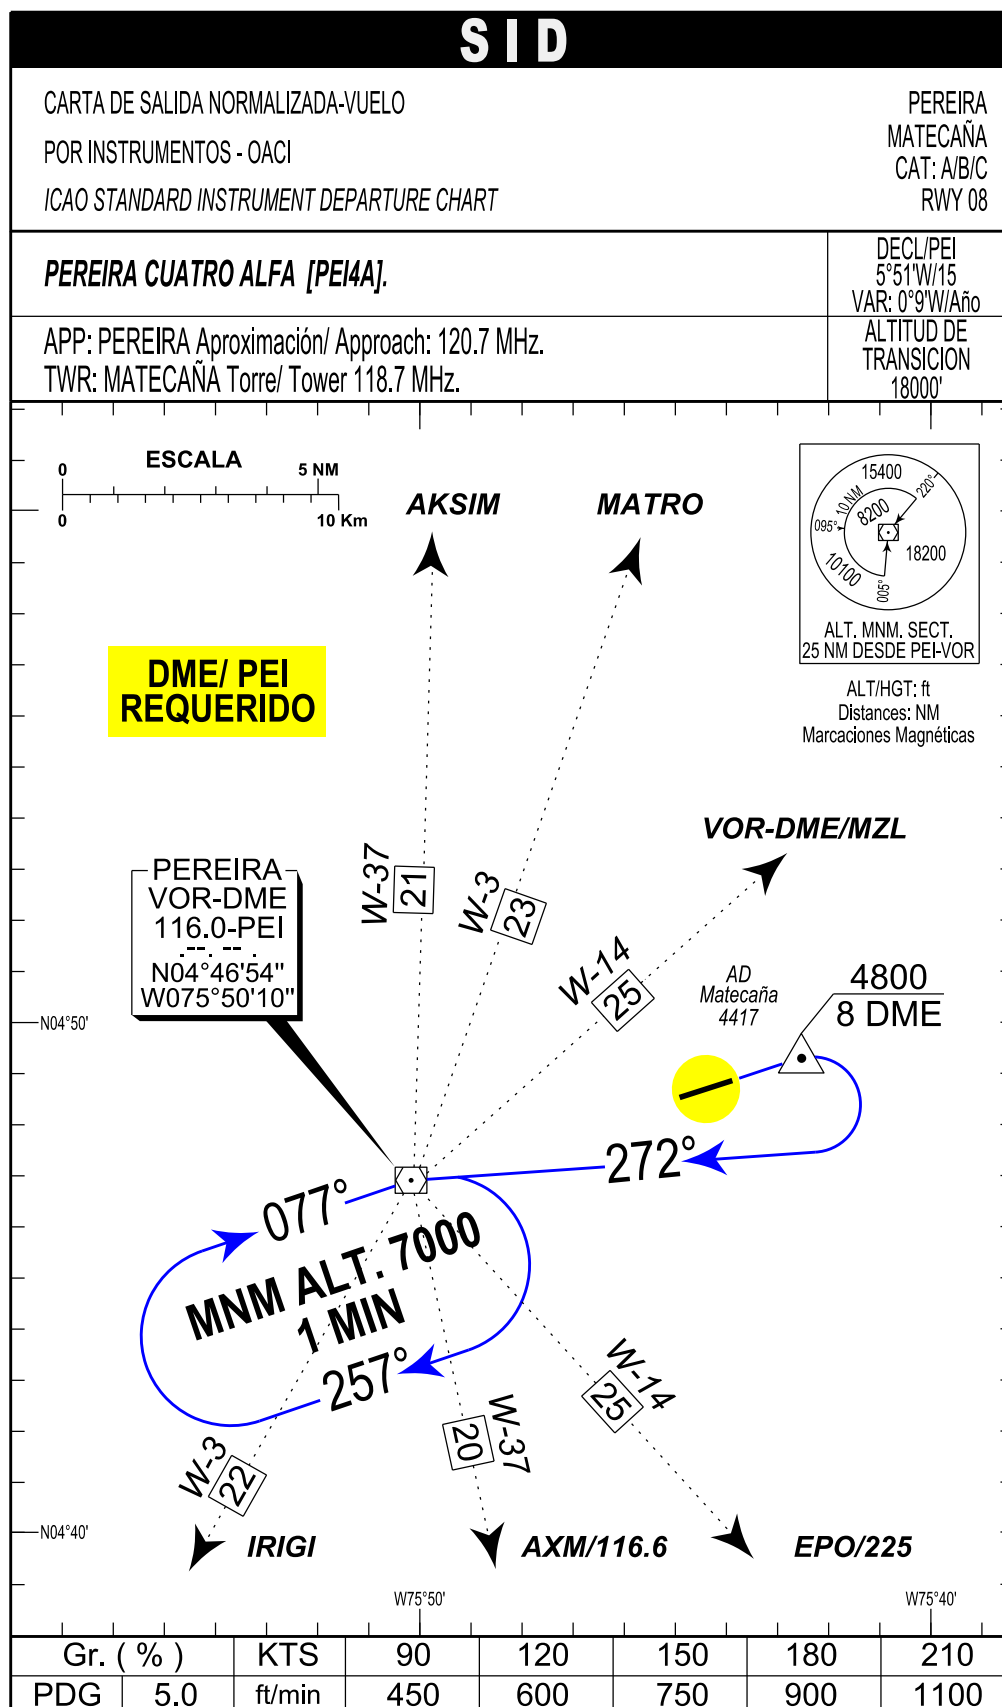 SID
CARTA DE SALIDA NORMALIZADA-VUELO
POR INSTRUMENTOS - OACI
ICAO STANDARD INSTRUMENT DEPARTURE CHART
PEREIRA
MATECAÑA
CAT: A/B/C
RWY 08
PEREIRA CUATRO ALFA [PEI4A].
DECL/PEI
5°51'W/15
VAR: 0°9'W/Año
APP: PEREIRA Aproximación/ Approach: 120.7 MHz.
TWR: MATECAÑA Torre/ Tower 118.7 MHz.
ALTITUD DE
TRANSICION
18000'
ESCALA
0 5 NM
0 10 Km
AKSIM
MATRO
15400
220°
10 NM
8200
095°
18200
10100
005°
ALT. MNM. SECT.
25 NM DESDE PEI-VOR
ALT/HGT: ft
Distances: NM
Marcaciones Magnéticas
DME/ PEI
REQUERIDO
VOR-DME/MZL
W-37
21
W-3
23
W-14
25
PEREIRA
VOR-DME
116.0-PEI
.--. -- .
N04°46'54"
W075°50'10"
AD
Matecaña
4417
4800
8 DME
N04°50'
272°
077°
MNM ALT. 7000
1 MIN
257°
W-14
25
W-37
20
W-3
22
N04°40'
IRIGI
AXM/116.6
EPO/225
W75°50'
W75°40'
Gr. ( % ) KTS 90 120 150 180 210
PDG 5.0 ft/min 450 600 750 900 1100